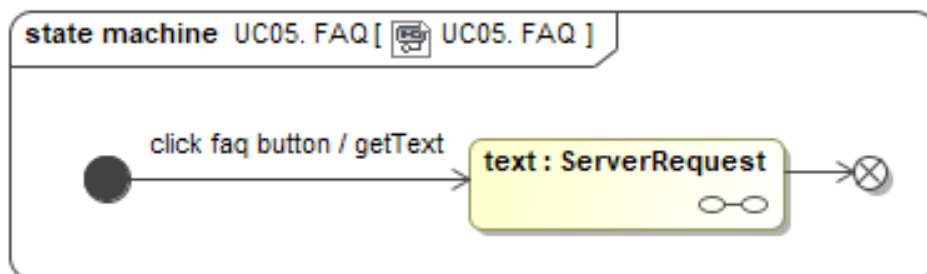 state machine UC05. FAQ [ UC05. FAQ ]
click faq button / getText
text : ServerRequest